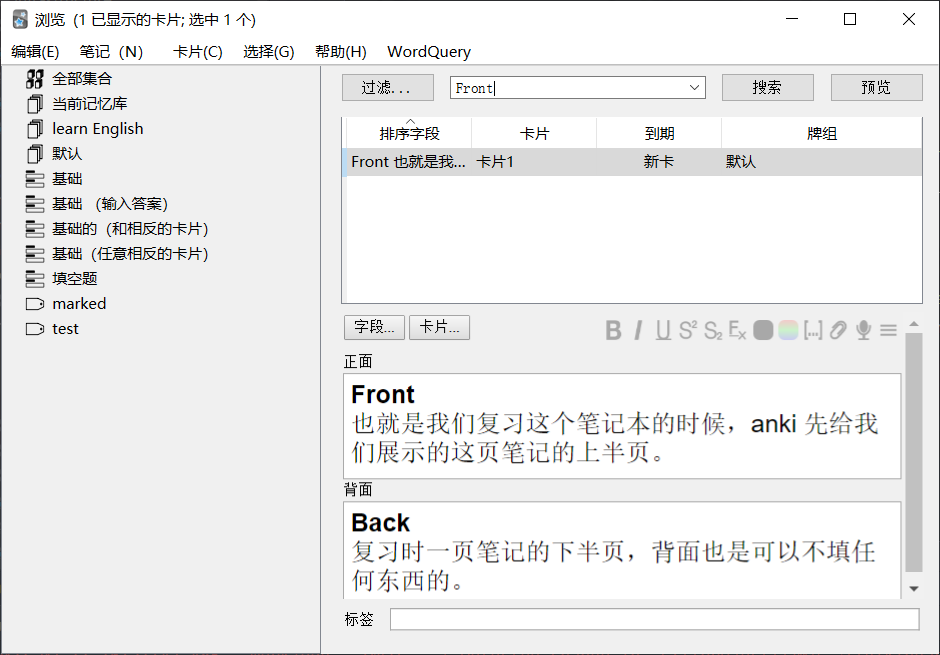 浏览 (1 已显示的卡片; 选中 1 个)
编辑(E) 笔记 (N) 卡片(C) 选择(G) 帮助(H) WordQuery
全部集合
当前记忆库
learn English
默认
基础
基础 (输入答案)
基础的 (和相反的卡片)
基础 (任意相反的卡片)
填空题
marked
test
过滤... Front 搜索 预览
排序字段 卡片 到期 牌组
Front 也就是我... 卡片1 新卡 默认
字段... 卡片... B I U S² S₂ Ex [...]
正面
Front
也就是我们复习这个笔记本的时候，anki 先给我
们展示的这页笔记的上半页。
背面
Back
复习时一页笔记的下半页，背面也是可以不填任
何东西的。
标签